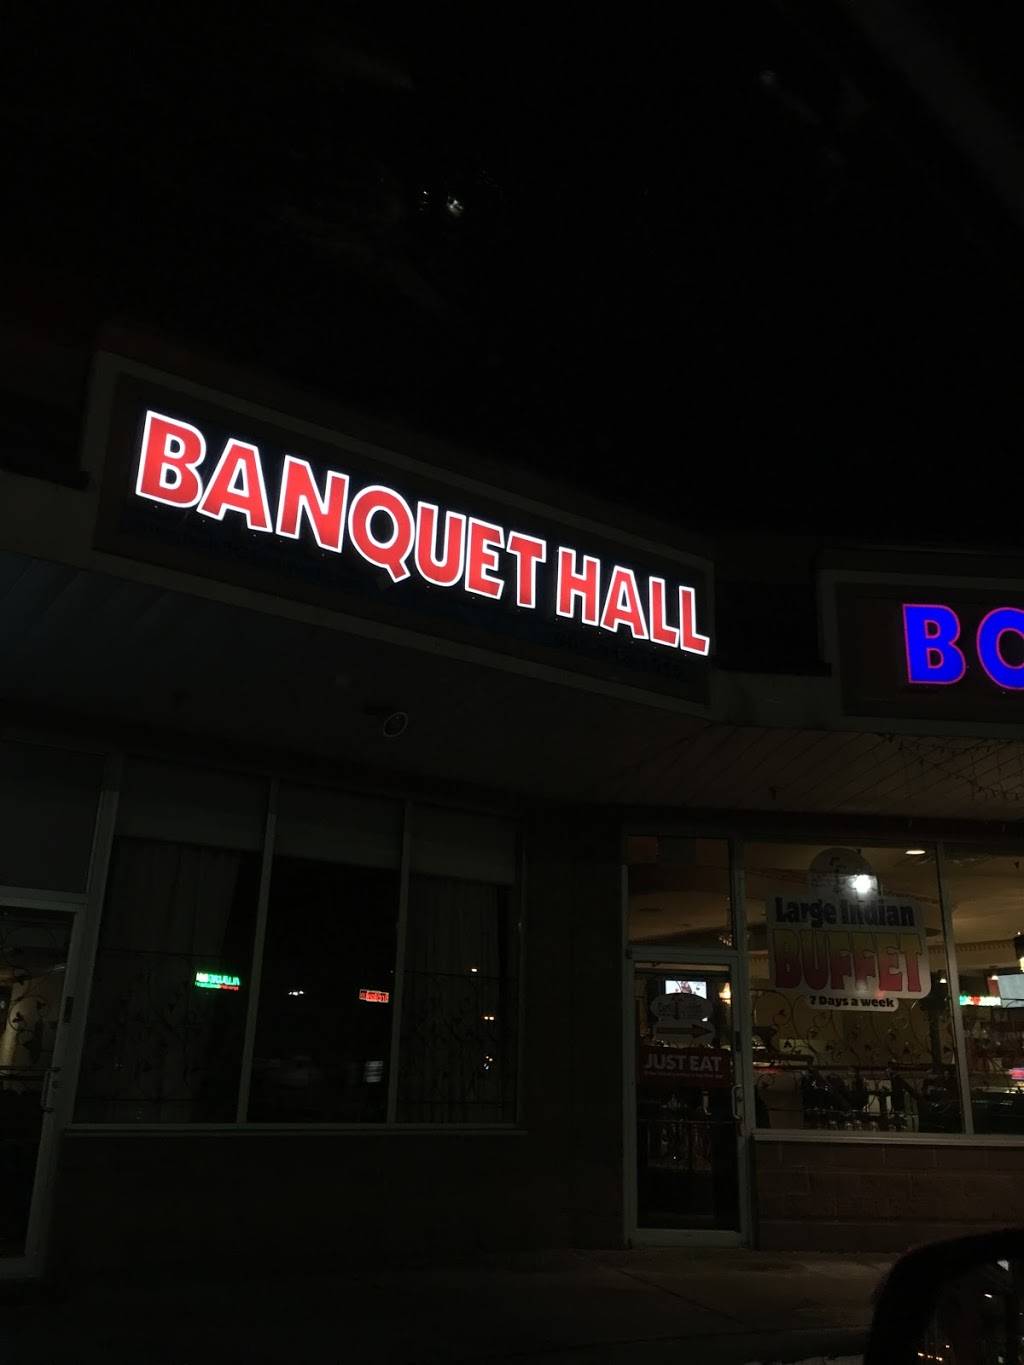 BANQUET HALL
BO
Large Indian
BUFFET
7 Days a week
JUST EAT